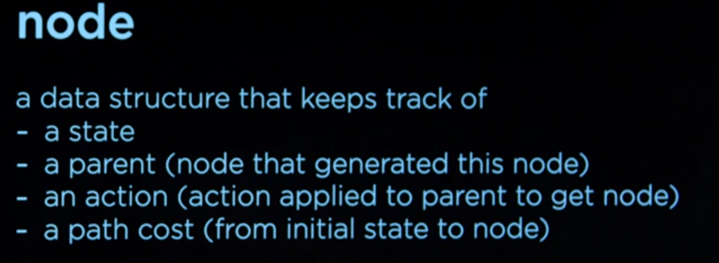 node
a data structure that keeps track of
- a state
- a parent (node that generated this node)
- an action (action applied to parent to get node)
- a path cost (from initial state to node)